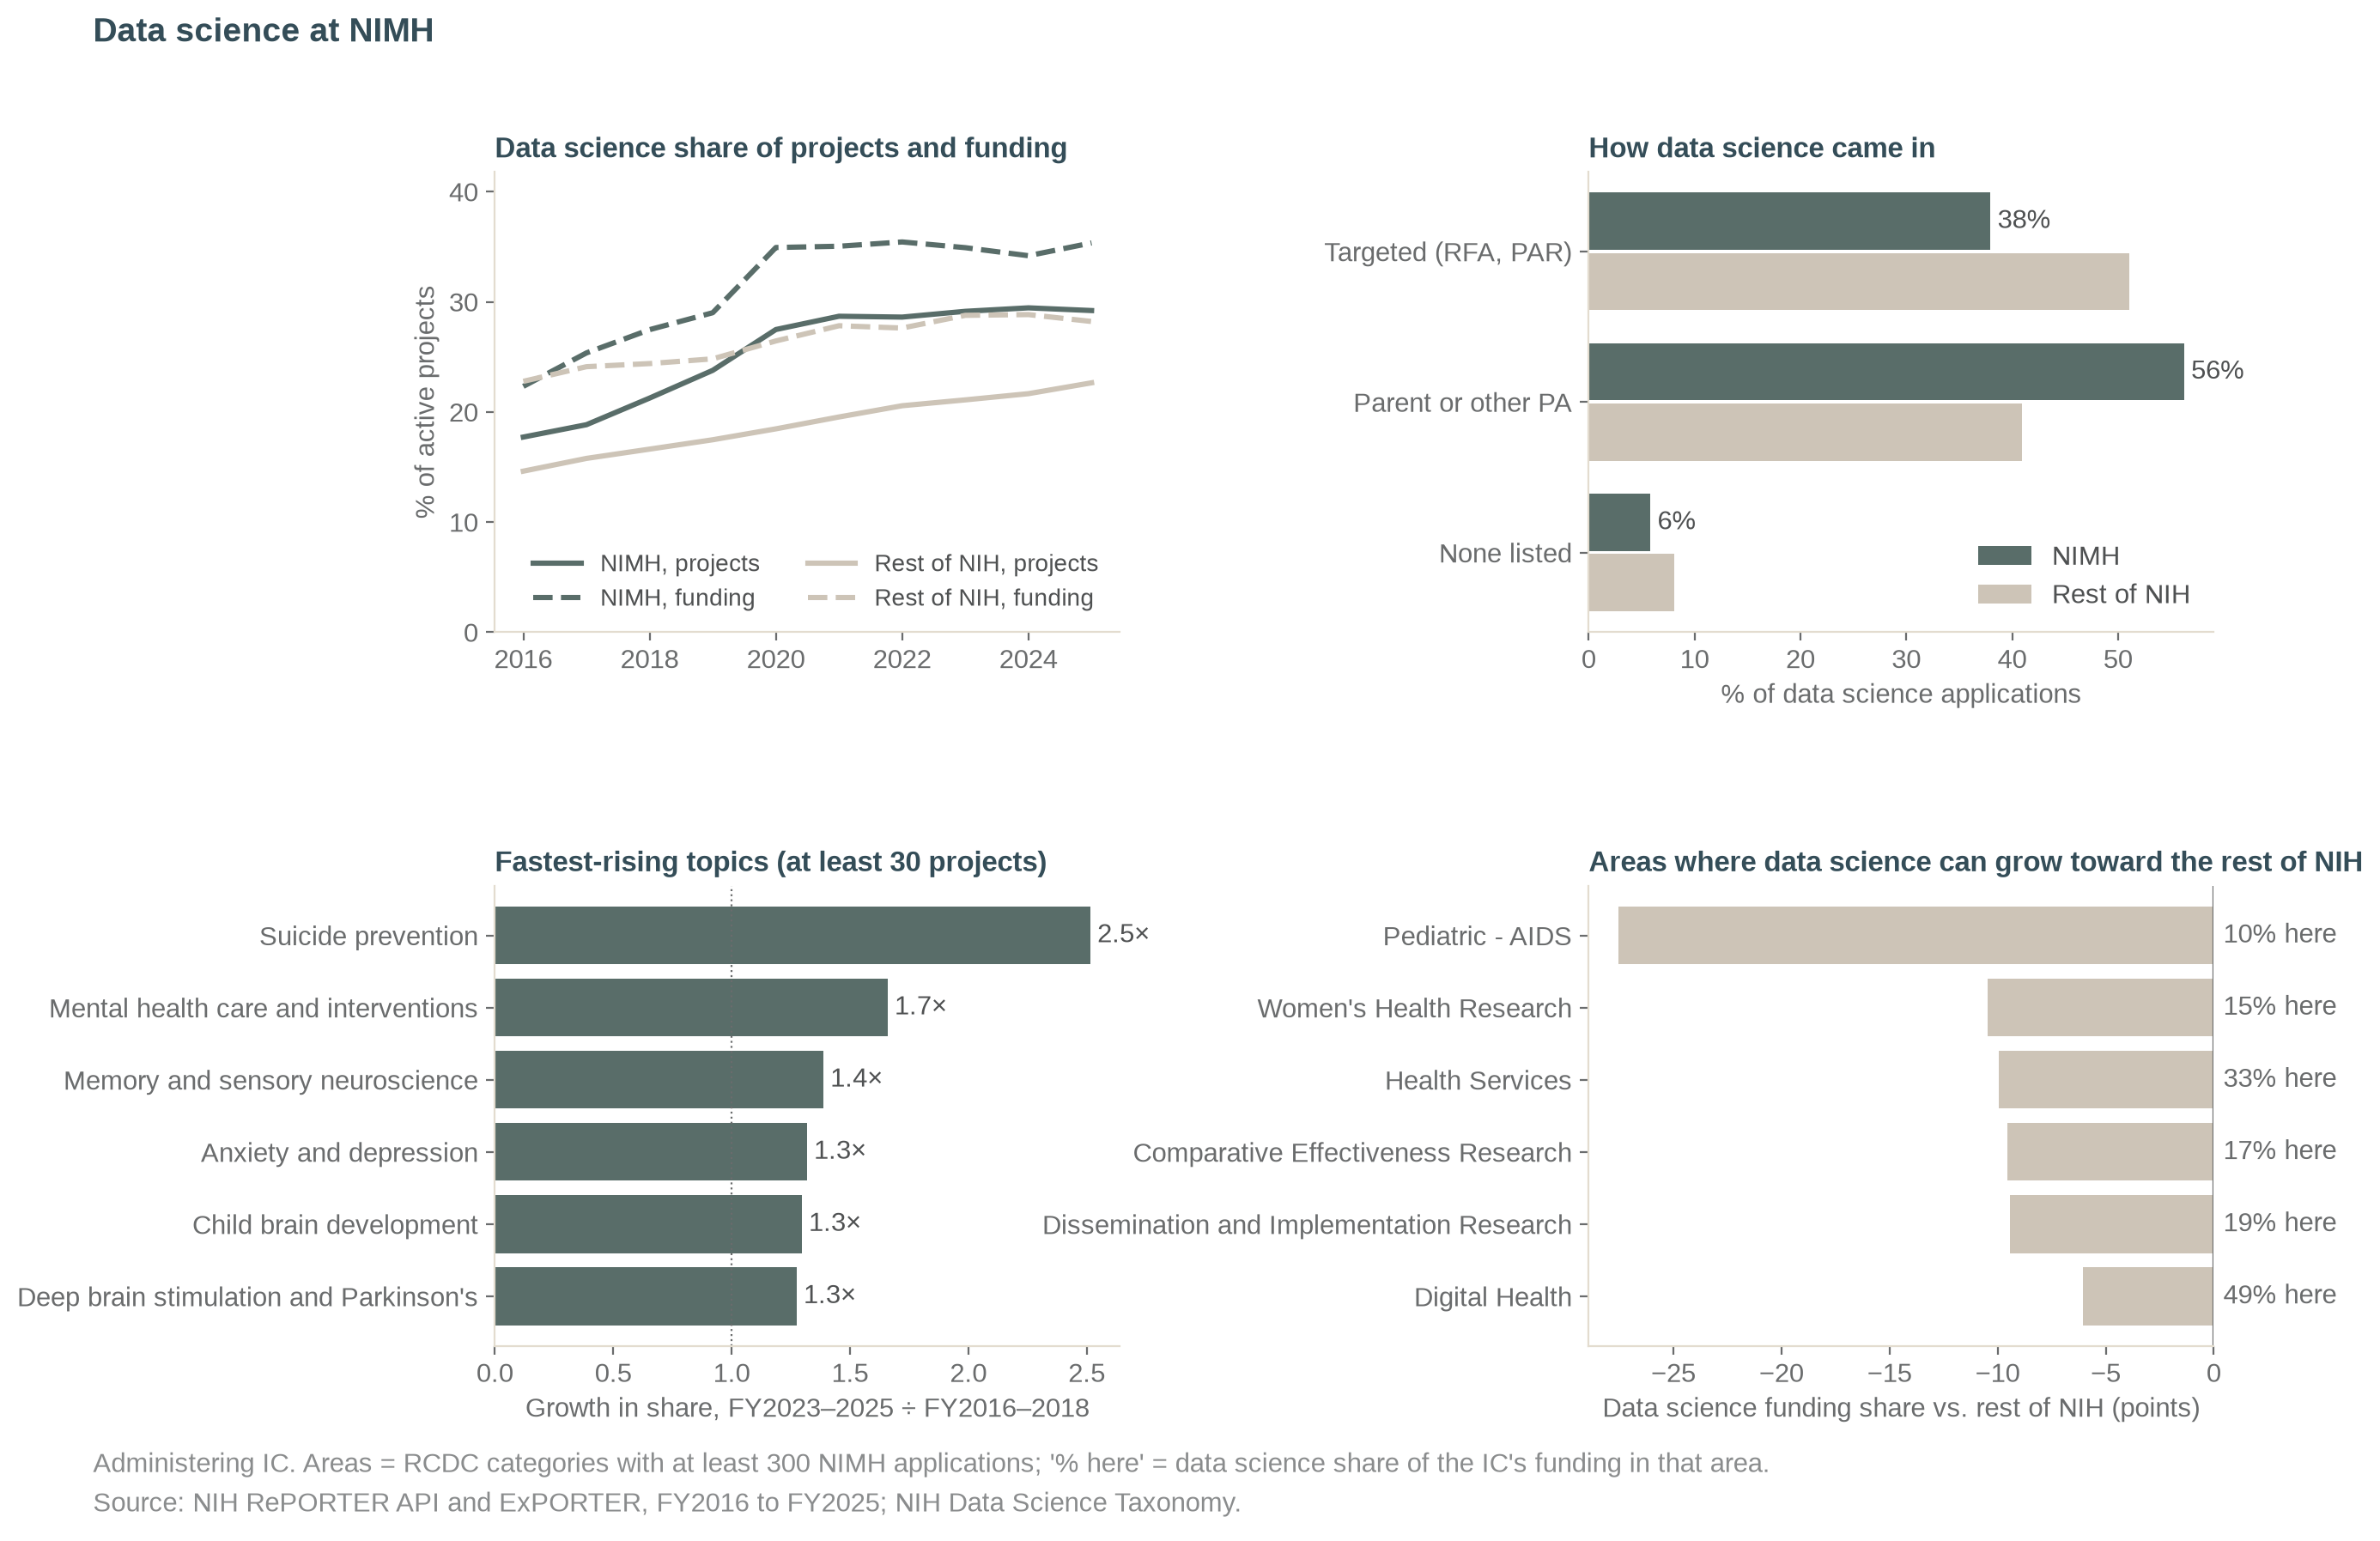 Data science at NIMH
Data science share of projects and funding
% of active projects
40
30
20
10
0
2016 2018 2020 2022 2024
NIMH, projects
NIMH, funding
Rest of NIH, projects
Rest of NIH, funding
How data science came in
Targeted (RFA, PAR)
38%
Parent or other PA
56%
None listed
6%
NIMH
Rest of NIH
0 10 20 30 40 50
% of data science applications
Fastest-rising topics (at least 30 projects)
Suicide prevention
2.5×
Mental health care and interventions
1.7×
Memory and sensory neuroscience
1.4×
Anxiety and depression
1.3×
Child brain development
1.3×
Deep brain stimulation and Parkinson's
1.3×
0.0 0.5 1.0 1.5 2.0 2.5
Growth in share, FY2023–2025 ÷ FY2016–2018
Areas where data science can grow toward the rest of NIH
Pediatric - AIDS
10% here
Women's Health Research
15% here
Health Services
33% here
Comparative Effectiveness Research
17% here
Dissemination and Implementation Research
19% here
Digital Health
49% here
−25 −20 −15 −10 −5 0
Data science funding share vs. rest of NIH (points)
Administering IC. Areas = RCDC categories with at least 300 NIMH applications; '% here' = data science share of the IC's funding in that area.
Source: NIH RePORTER API and ExPORTER, FY2016 to FY2025; NIH Data Science Taxonomy.